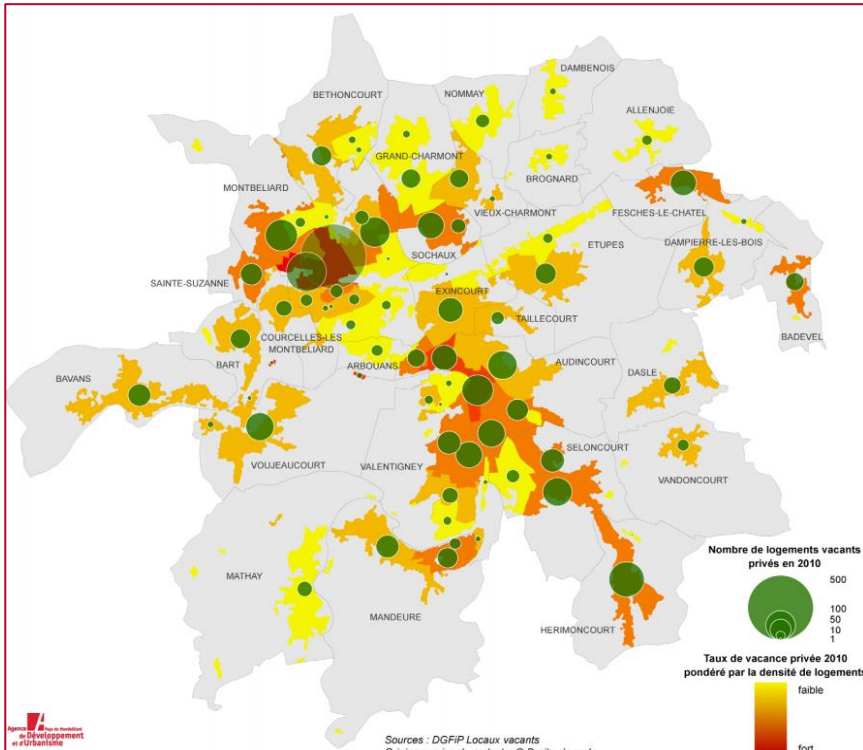 DAMBENOIS
NOMMAY
BETHONCOURT
ALLENJOIE
GRAND-CHARMONT
BROGNARD
MONTBELIARD
VIEUX-CHARMONT
FESCHES-LE-CHATEL
SOCHAUX
ETUPES
DAMPIERRE-LES-BOIS
SAINTE-SUZANNE
EXINCOURT
TAILLECOURT
BADEVEL
COURCELLES-LES
MONTBELIARD
BART
ARBOUANS
AUDINCOURT
DASLE
BAVANS
SELONCOURT
VOUJEAUCOURT
VALENTIGNEY
VANDONCOURT
MATHAY
MANDEURE
HERIMONCOURT
Nombre de logements vacants
privés en 2010
500
100
50
10
1
Taux de vacance privée 2010
pondéré par la densité de logements
faible
fort
Agence
Pays de Montbéliard
de Développement
et d'Urbanisme
Sources : DGFiP Locaux vacants